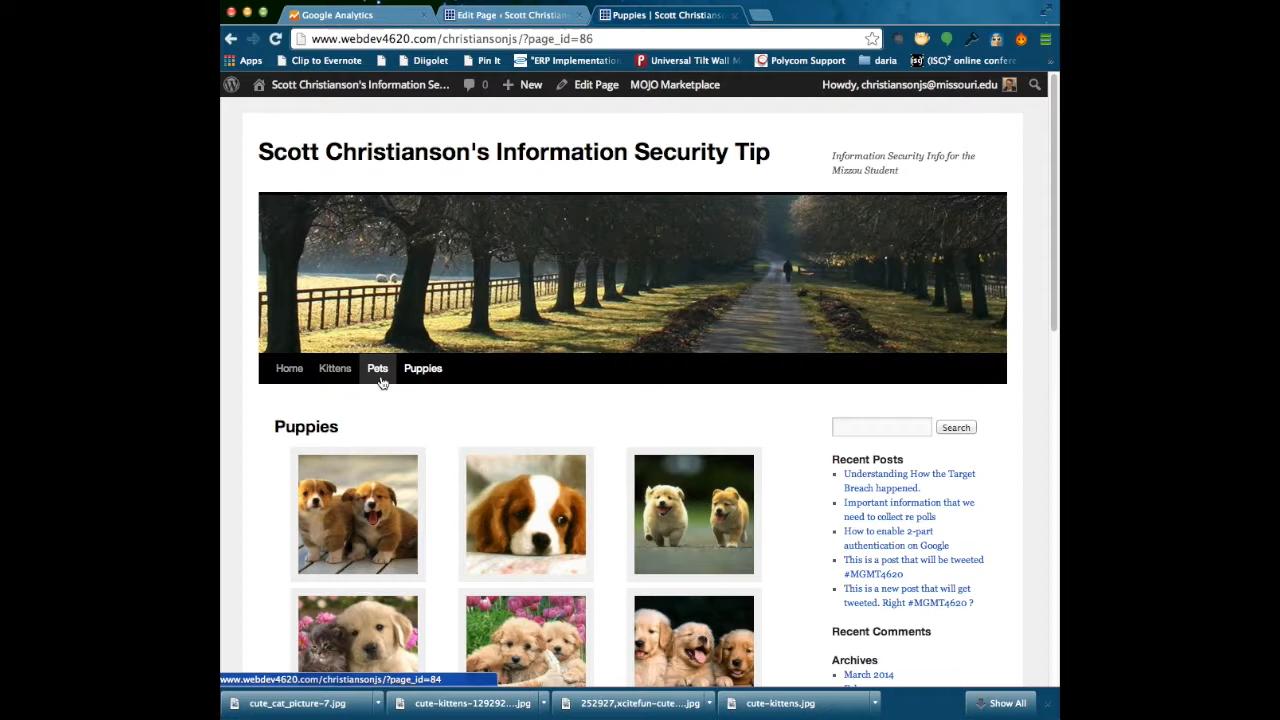 Google Analytics
Edit Page ‹ Scott Christians
Puppies | Scott Christians
www.webdev4620.com/christiansonjs/?page_id=86
Apps
Clip to Evernote
Diigolet
Pin It
"ERP Implementation
Universal Tilt Wall M
Polycom Support
daria
(ISC)² online confere
Scott Christianson's Information Se...
0
New
Edit Page
MOJO Marketplace
Howdy, christiansonjs@missouri.edu
Scott Christianson's Information Security Tip
Information Security Info for the
Mizzou Student
Home
Kittens
Pets
Puppies
Puppies
Search
Recent Posts
Understanding How the Target
Breach happened.
Important information that we
need to collect re polls
How to enable 2-part
authentication on Google
This is a post that will be tweeted
#MGMT4620
This is a new post that will get
tweeted. Right #MGMT4620 ?
Recent Comments
Archives
March 2014
www.webdev4620.com/christiansonjs/?page_id=84
cute_cat_picture-7.jpg
cute-kittens-129292....jpg
252927,xcitefun-cute-....jpg
cute-kittens.jpg
Show All